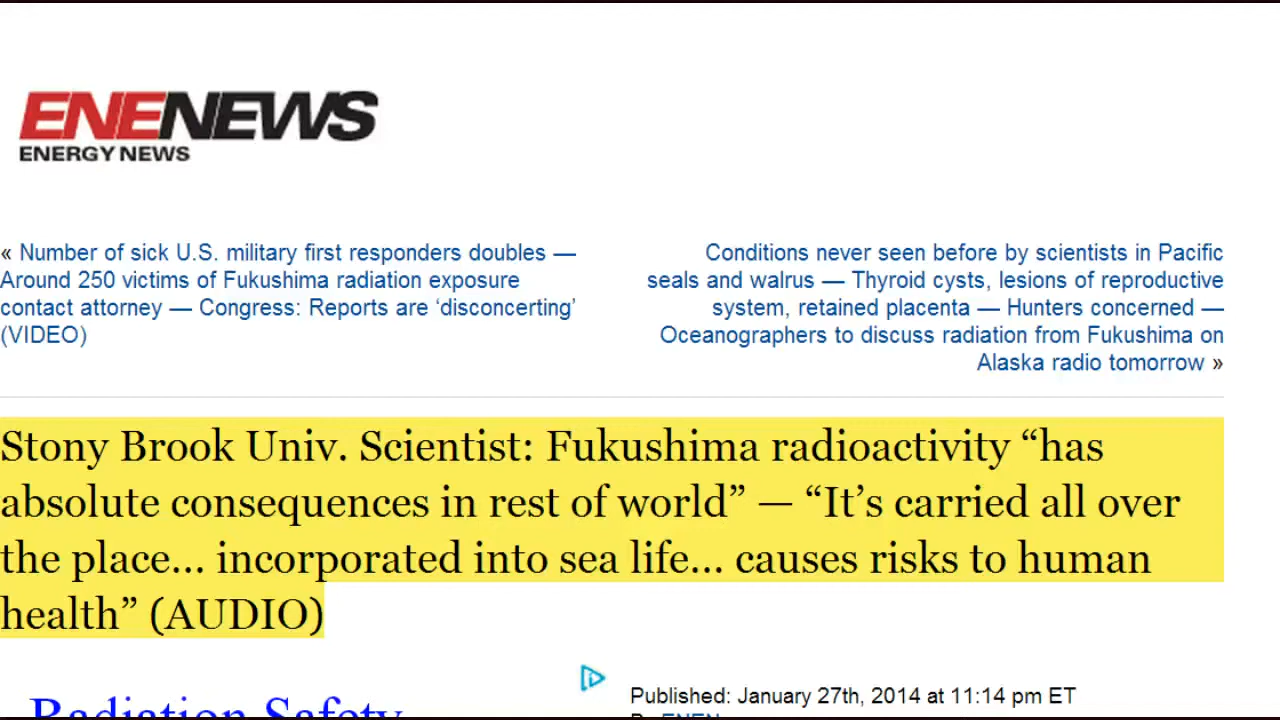 ENENEWS
ENERGY NEWS
« Number of sick U.S. military first responders doubles —
Around 250 victims of Fukushima radiation exposure
contact attorney — Congress: Reports are ‘disconcerting’
(VIDEO)
Conditions never seen before by scientists in Pacific
seals and walrus — Thyroid cysts, lesions of reproductive
system, retained placenta — Hunters concerned —
Oceanographers to discuss radiation from Fukushima on
Alaska radio tomorrow »
Stony Brook Univ. Scientist: Fukushima radioactivity “has
absolute consequences in rest of world” — “It’s carried all over
the place… incorporated into sea life… causes risks to human
health” (AUDIO)
Radiation Safety
Published: January 27th, 2014 at 11:14 pm ET
By ENEN